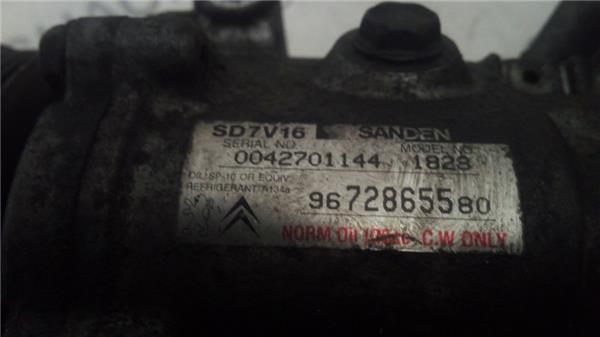 SD7V16 SANDEN
SERIAL NO. MODEL NO.
0042701144 1828
OIL:SP-10 OR EQUIV.
REFRIGERANT:R134a
9672865580
NORM Oil C.W ONLY